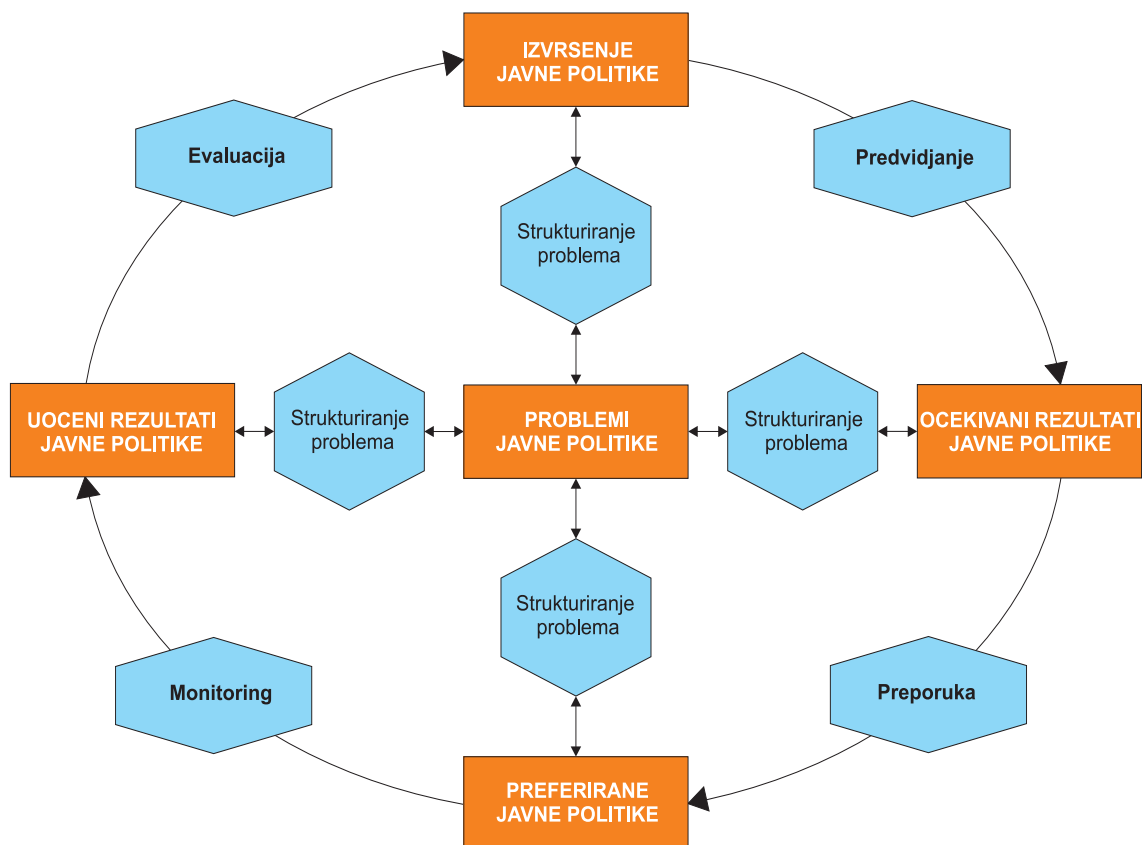 IZVRSENJE
JAVNE POLITIKE
Evaluacija
Predvidjanje
Strukturiranje
problema
UOCENI REZULTATI
JAVNE POLITIKE
Strukturiranje
problema
PROBLEMI
JAVNE POLITIKE
Strukturiranje
problema
OCEKIVANI REZULTATI
JAVNE POLITIKE
Strukturiranje
problema
Monitoring
Preporuka
PREFERIRANE
JAVNE POLITIKE